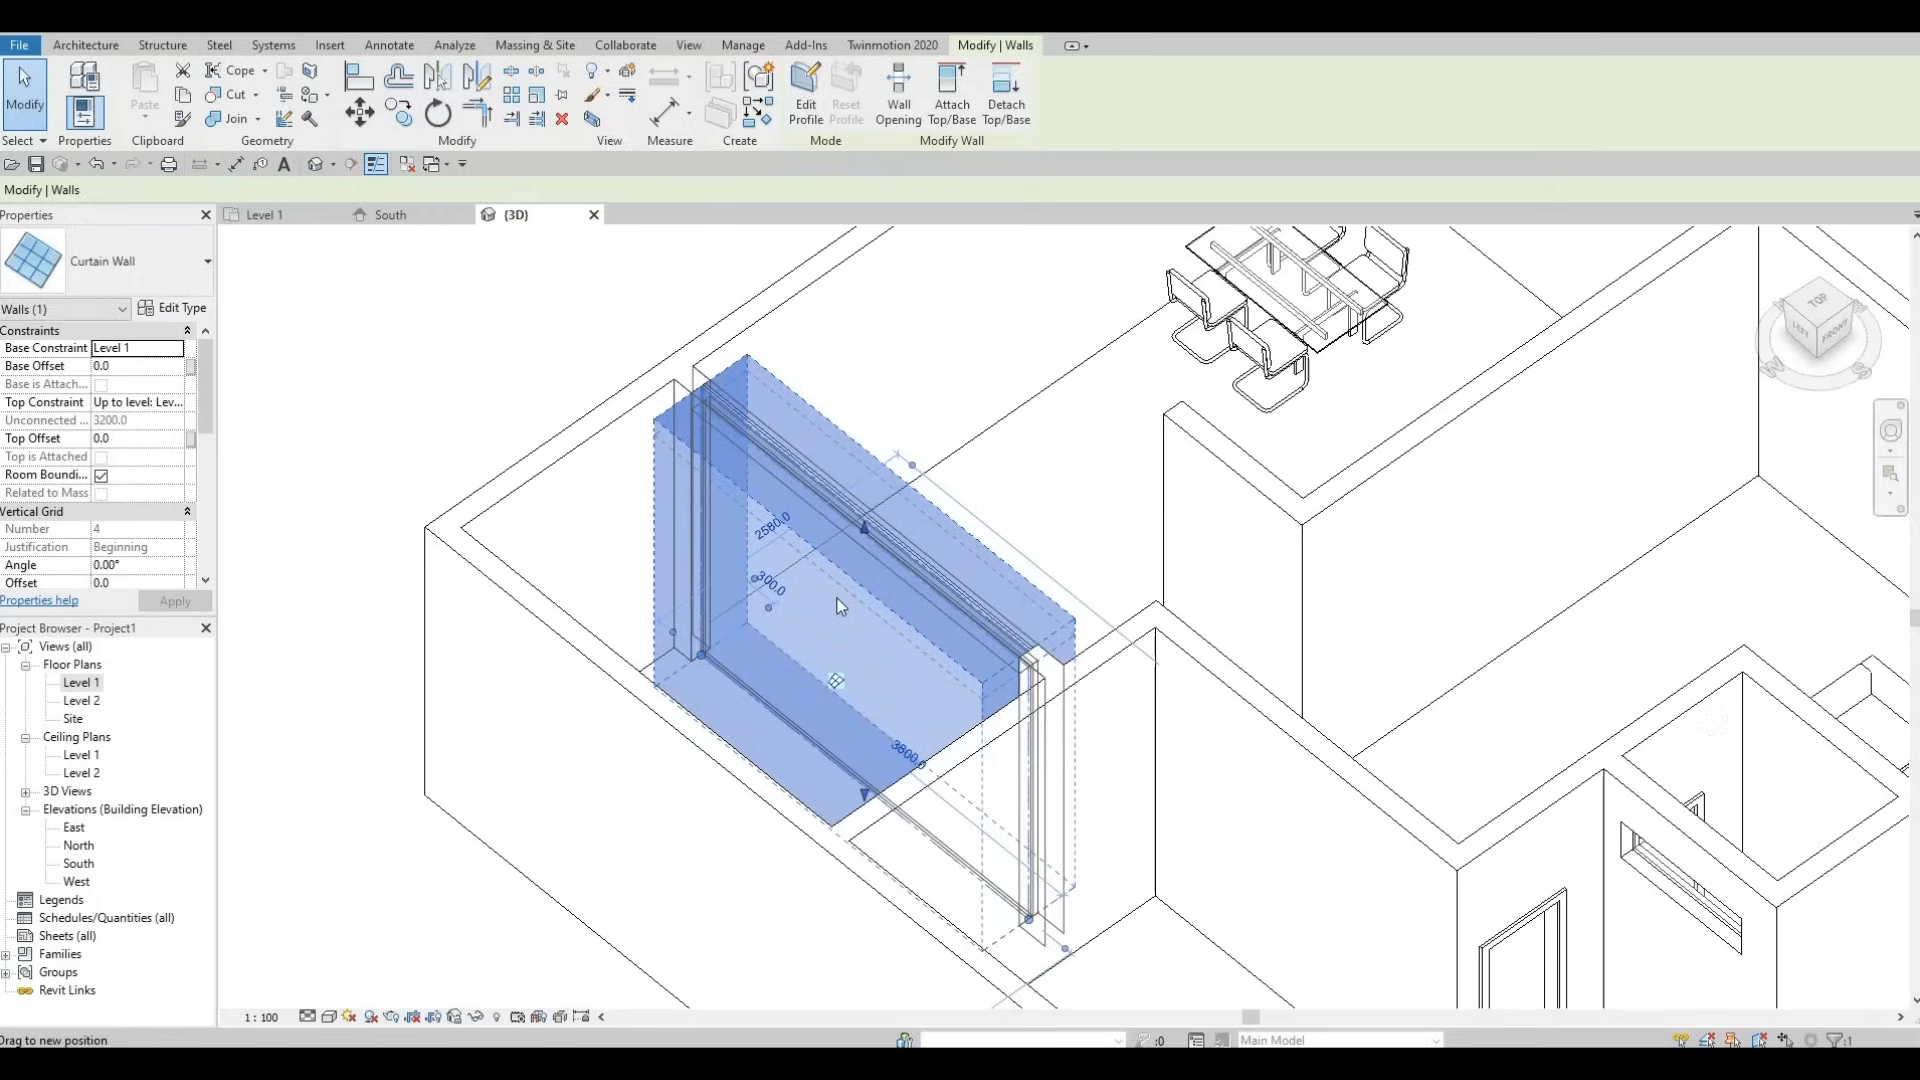 File Architecture Structure Steel Systems Insert Annotate Analyze Massing & Site Collaborate View Manage Add-Ins Twinmotion 2020 Modify | Walls
Modify Paste Cope Cut Join Edit Profile Reset Profile Wall Opening Attach Top/Base Detach Top/Base
Select Properties Clipboard Geometry Modify View Measure Create Mode Modify Wall
Modify | Walls
Properties
Level 1 South {3D}
Curtain Wall
Walls (1) Edit Type
Constraints
Base Constraint Level 1
Base Offset 0.0
Base is Attach...
Top Constraint Up to level: Lev...
Unconnected ... 3200.0
Top Offset 0.0
Top is Attached
Room Boundi...
Related to Mass
Vertical Grid
Number 4
Justification Beginning
Angle 0.00°
Offset 0.0
Properties help Apply
Project Browser - Project1
Views (all)
Floor Plans
Level 1
Level 2
Site
Ceiling Plans
Level 1
Level 2
3D Views
Elevations (Building Elevation)
East
North
South
West
Legends
Schedules/Quantities (all)
Sheets (all)
Families
Groups
Revit Links
2580.0
300.0
3800.0
TOP
LEFT FRONT
W S
1 : 100
Drag to new position :0 Main Model :1